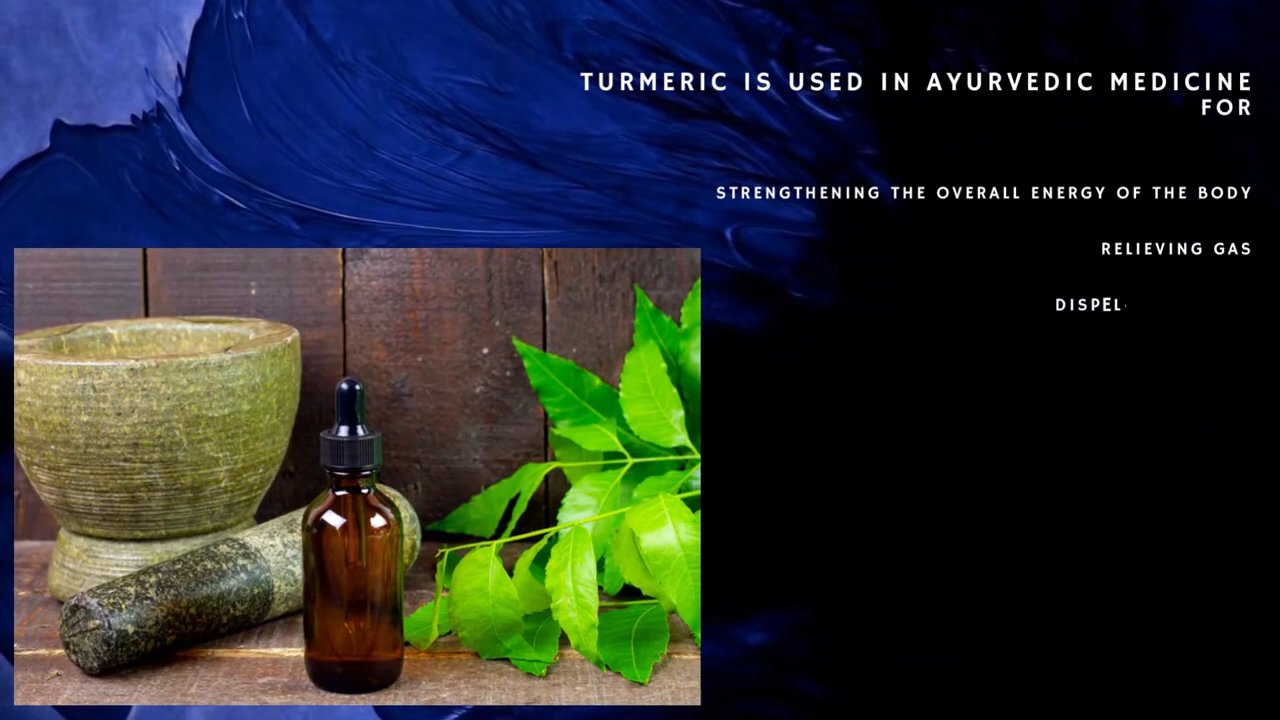 TURMERIC IS USED IN AYURVEDIC MEDICINE
FOR
STRENGTHENING THE OVERALL ENERGY OF THE BODY
RELIEVING GAS
DISPEL